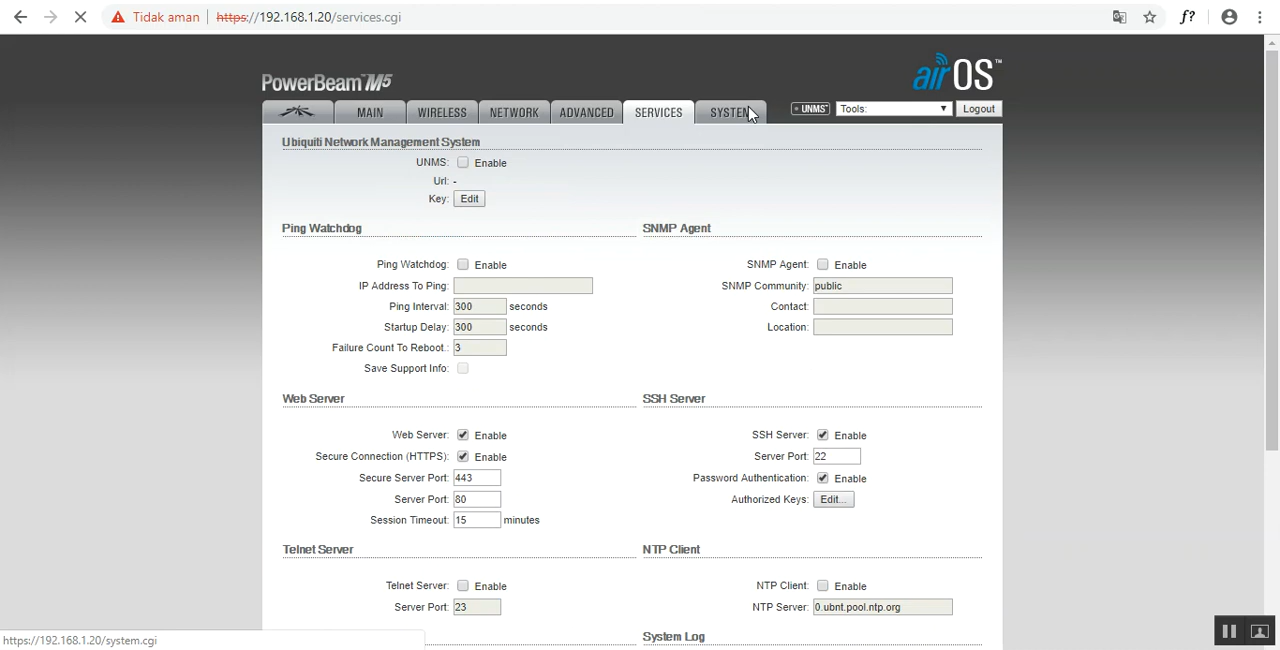 Tidak aman | https://192.168.1.20/services.cgi
PowerBeam™ M5
airOS™
MAIN WIRELESS NETWORK ADVANCED SERVICES SYSTEM UNMS™ Tools: Logout
Ubiquiti Network Management System
UNMS: Enable
Url: -
Key: Edit
Ping Watchdog
Ping Watchdog: Enable
IP Address To Ping:
Ping Interval: 300 seconds
Startup Delay: 300 seconds
Failure Count To Reboot.: 3
Save Support Info:
SNMP Agent
SNMP Agent: Enable
SNMP Community: public
Contact:
Location:
Web Server
Web Server: Enable
Secure Connection (HTTPS): Enable
Secure Server Port: 443
Server Port: 80
Session Timeout: 15 minutes
SSH Server
SSH Server: Enable
Server Port: 22
Password Authentication: Enable
Authorized Keys: Edit...
Telnet Server
Telnet Server: Enable
Server Port: 23
NTP Client
NTP Client: Enable
NTP Server: 0.ubnt.pool.ntp.org
System Log
https://192.168.1.20/system.cgi
f?